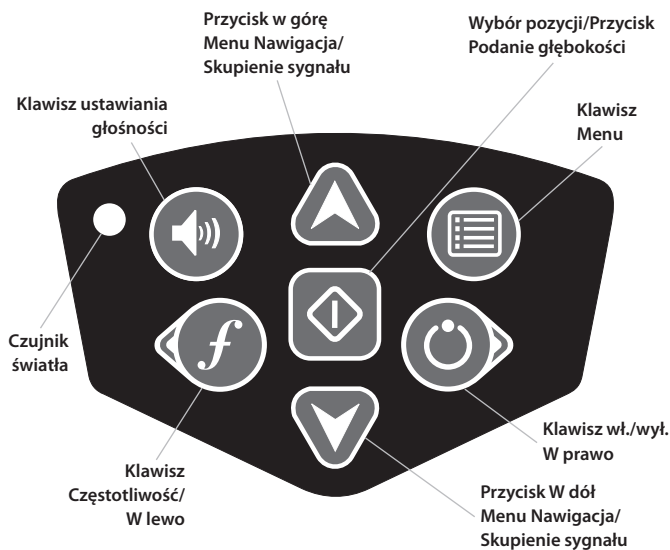 Przycisk w górę
Menu Nawigacja/
Skupienie sygnału
Wybór pozycji/Przycisk
Podanie głębokości
Klawisz ustawiania
głośności
Klawisz
Menu
f
Czujnik
światła
Klawisz wł./wył.
W prawo
Klawisz
Częstotliwość/
W lewo
Przycisk W dół
Menu Nawigacja/
Skupienie sygnału